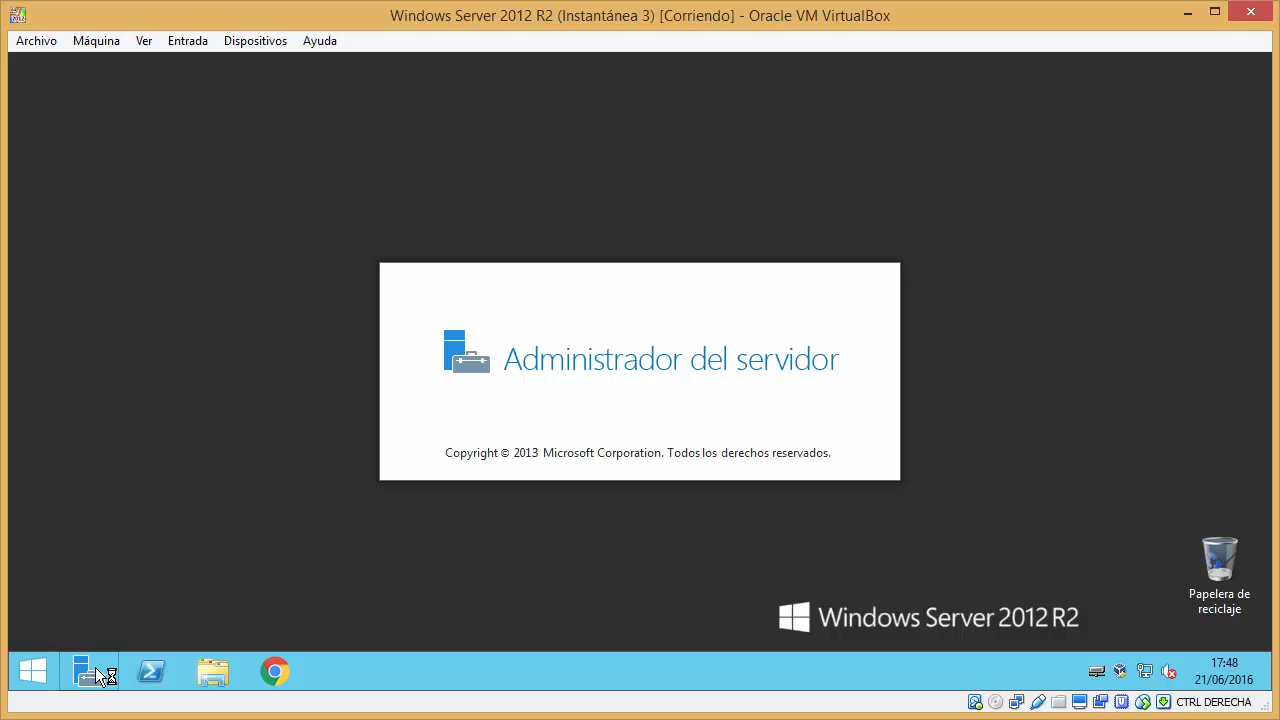 Windows Server 2012 R2 (Instantánea 3) [Corriendo] - Oracle VM VirtualBox
Archivo Máquina Ver Entrada Dispositivos Ayuda
Administrador del servidor
Copyright © 2013 Microsoft Corporation. Todos los derechos reservados.
Papelera de
reciclaje
Windows Server 2012 R2
17:48
21/06/2016
CTRL DERECHA